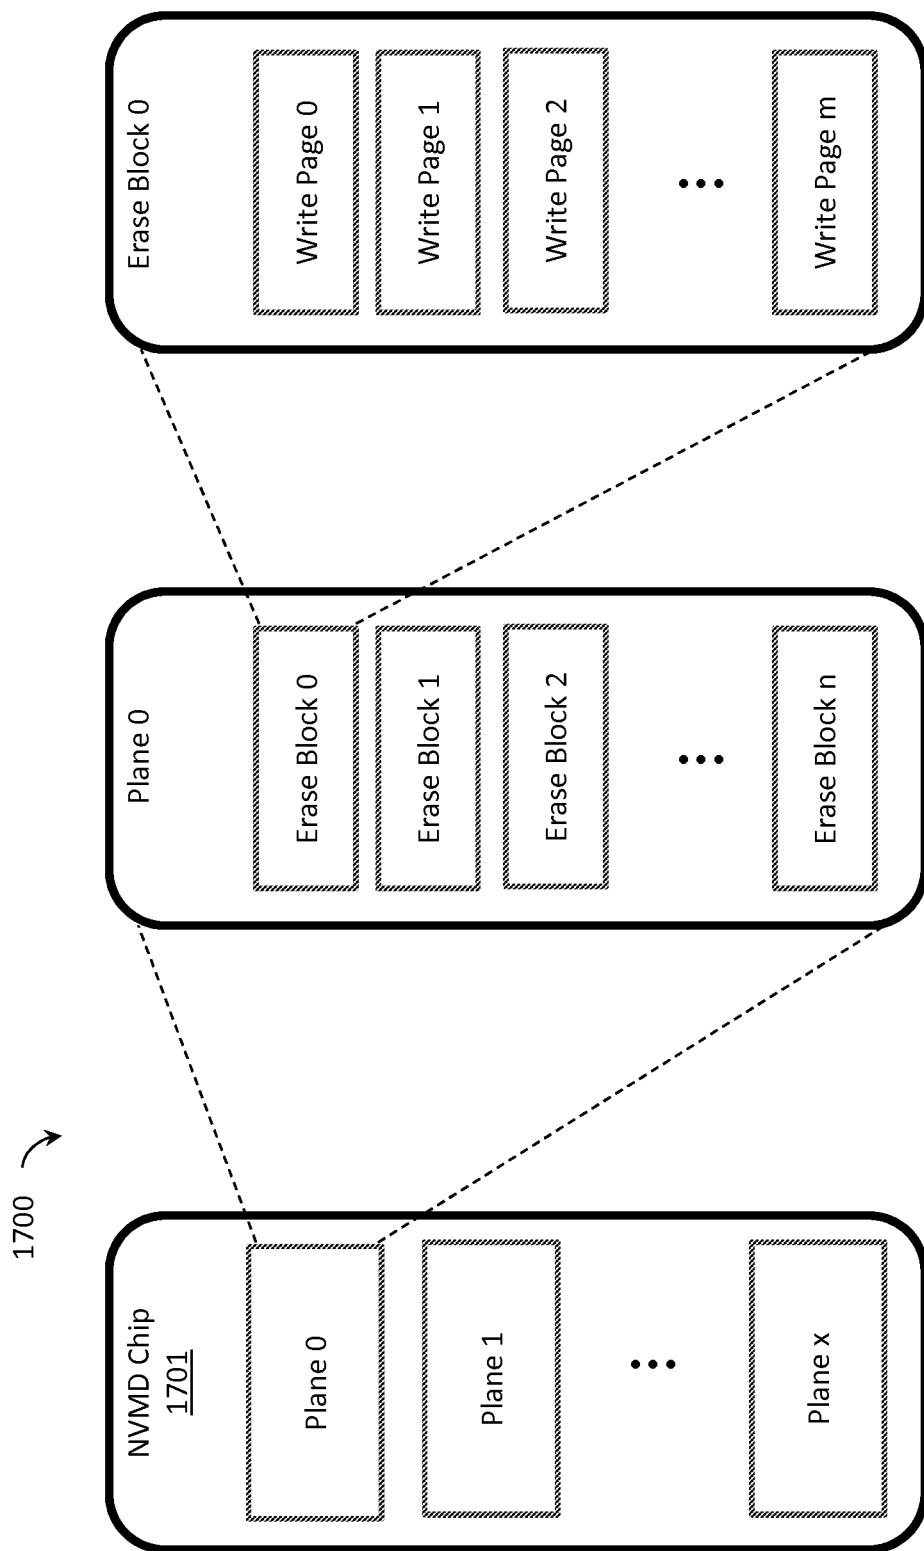 1700
NVMD Chip
1701
Plane 0
Plane 1
Plane x
Plane 0
Erase Block 0
Erase Block 1
Erase Block 2
Erase Block n
Erase Block 0
Write Page 0
Write Page 1
Write Page 2
Write Page m